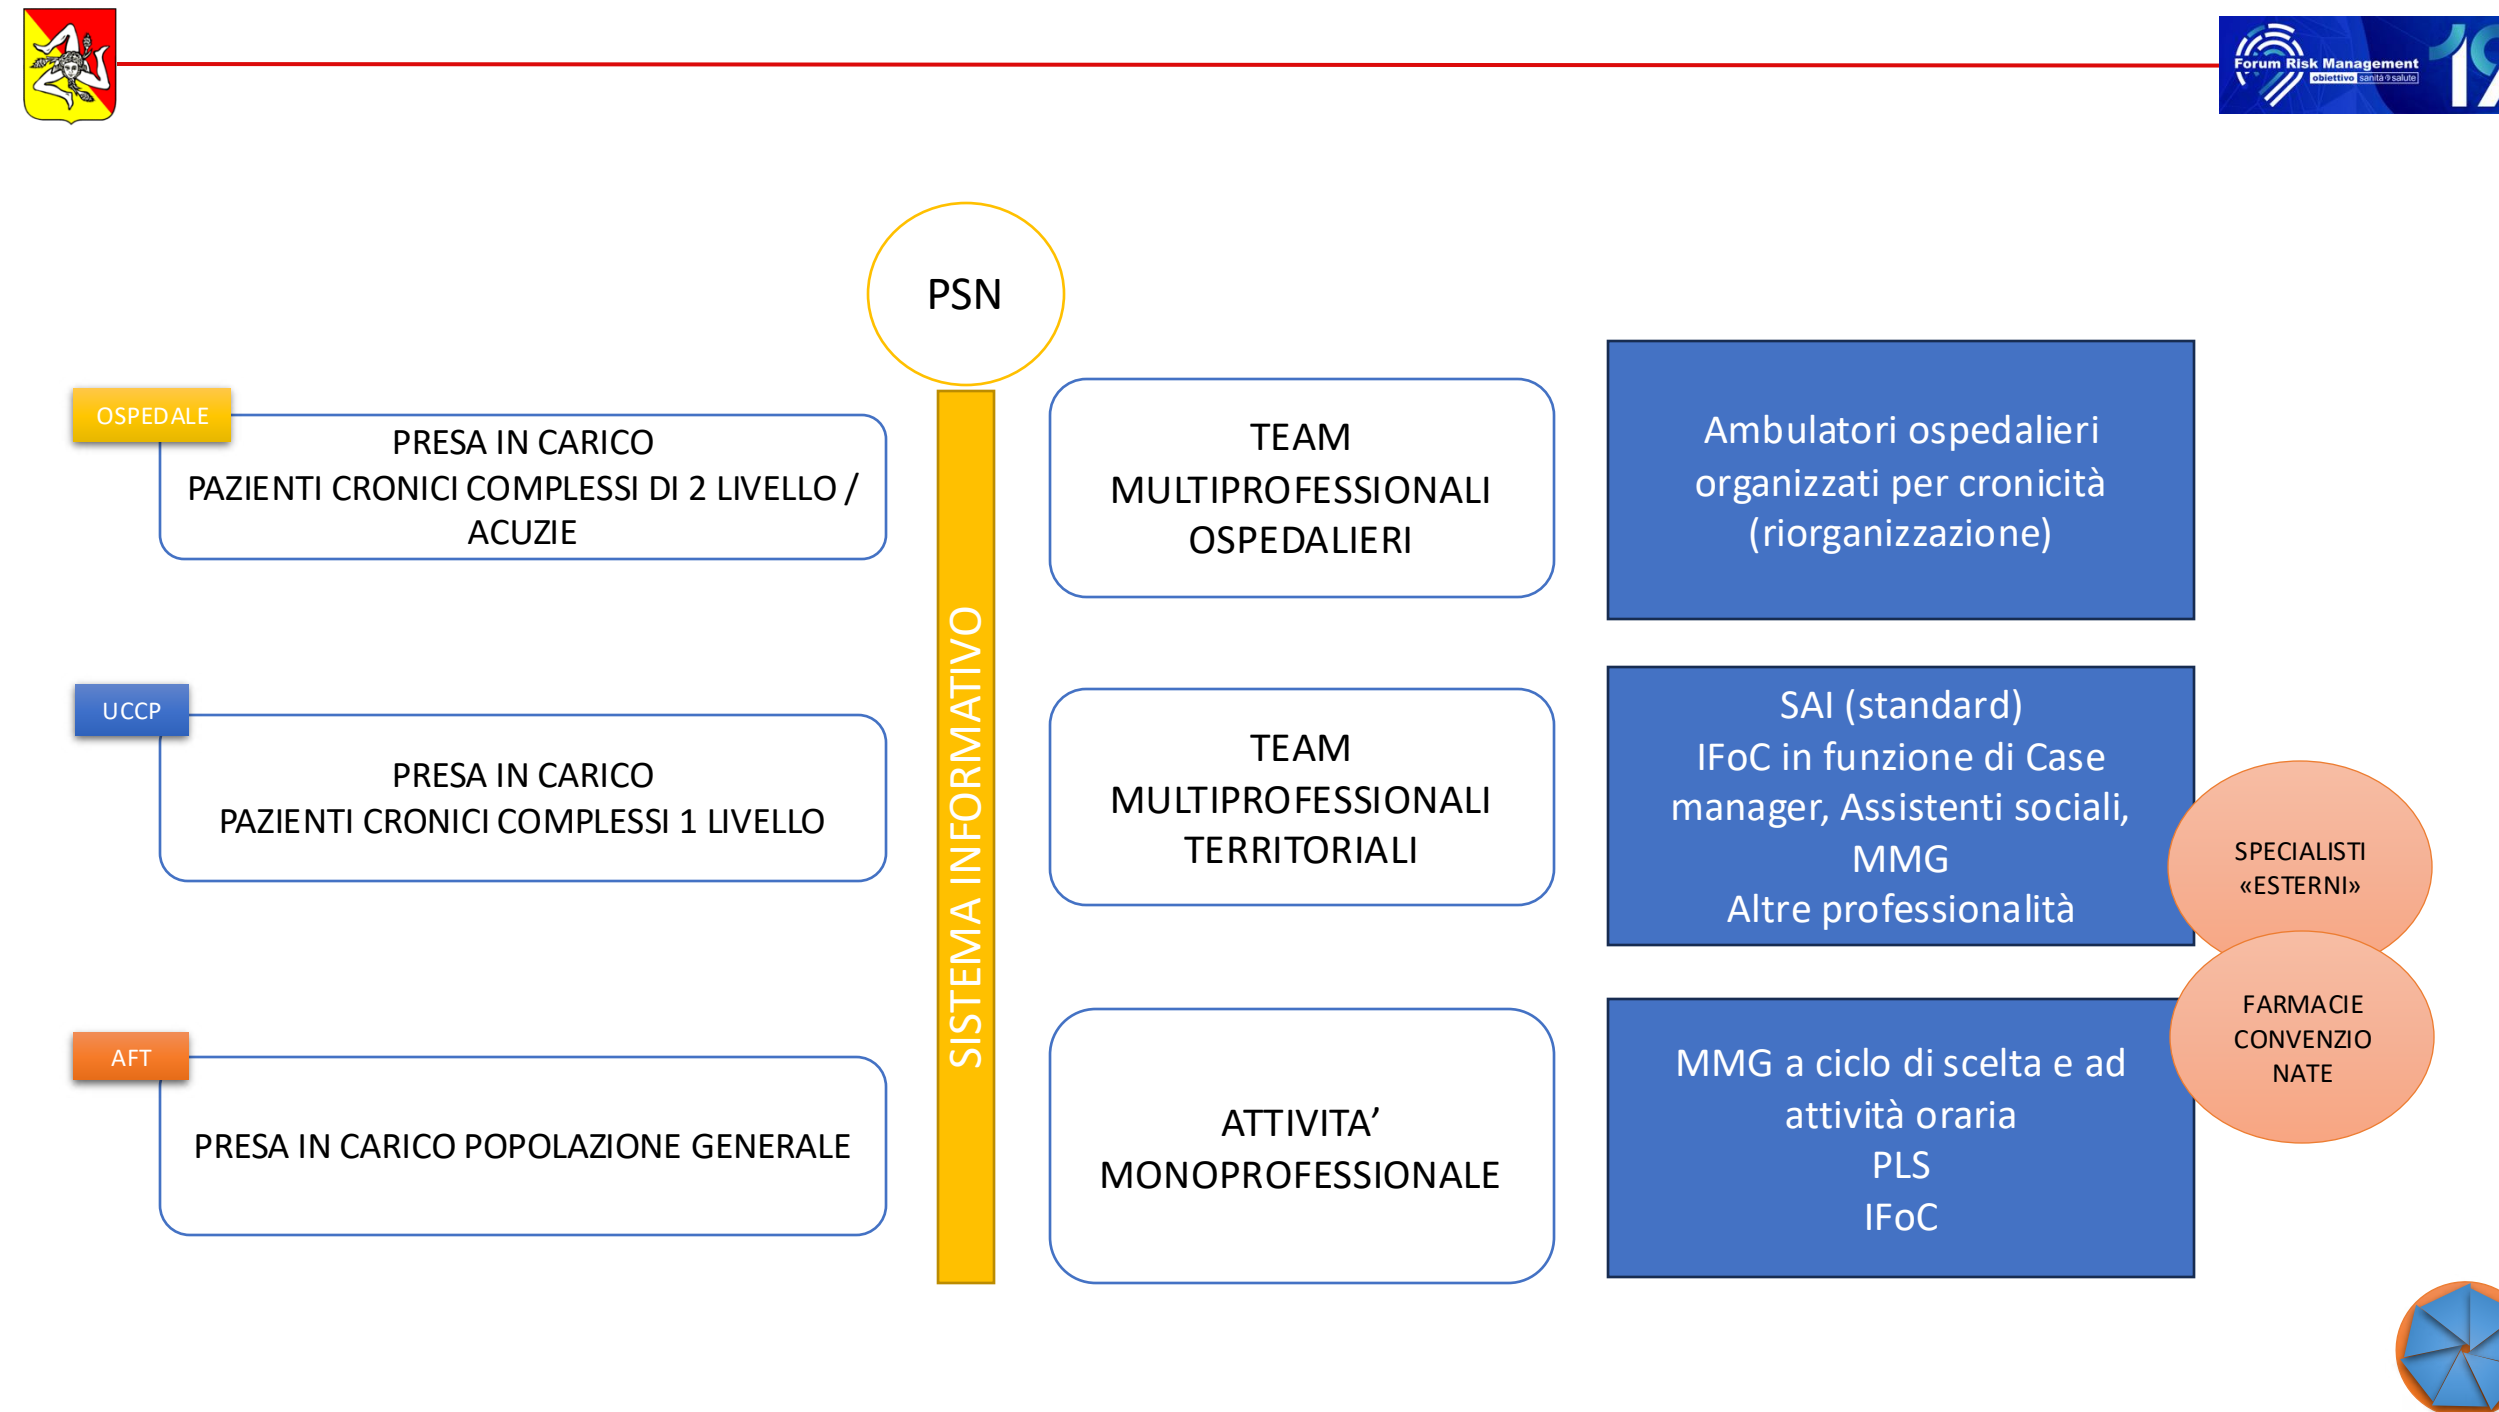 Forum Risk Management
obiettivo sanità salute
19
PSN
OSPEDALE
PRESA IN CARICO
PAZIENTI CRONICI COMPLESSI DI 2 LIVELLO /
ACUZIE
TEAM
MULTIPROFESSIONALI
OSPEDALIERI
Ambulatori ospedalieri
organizzati per cronicità
(riorganizzazione)
SISTEMA INFORMATIVO
UCCP
PRESA IN CARICO
PAZIENTI CRONICI COMPLESSI 1 LIVELLO
TEAM
MULTIPROFESSIONALI
TERRITORIALI
SAI (standard)
IFoC in funzione di Case
manager, Assistenti sociali,
MMG
Altre professionalità
SPECIALISTI
«ESTERNI»
AFT
PRESA IN CARICO POPOLAZIONE GENERALE
ATTIVITA’
MONOPROFESSIONALE
MMG a ciclo di scelta e ad
attività oraria
PLS
IFoC
FARMACIE
CONVENZIO
NATE